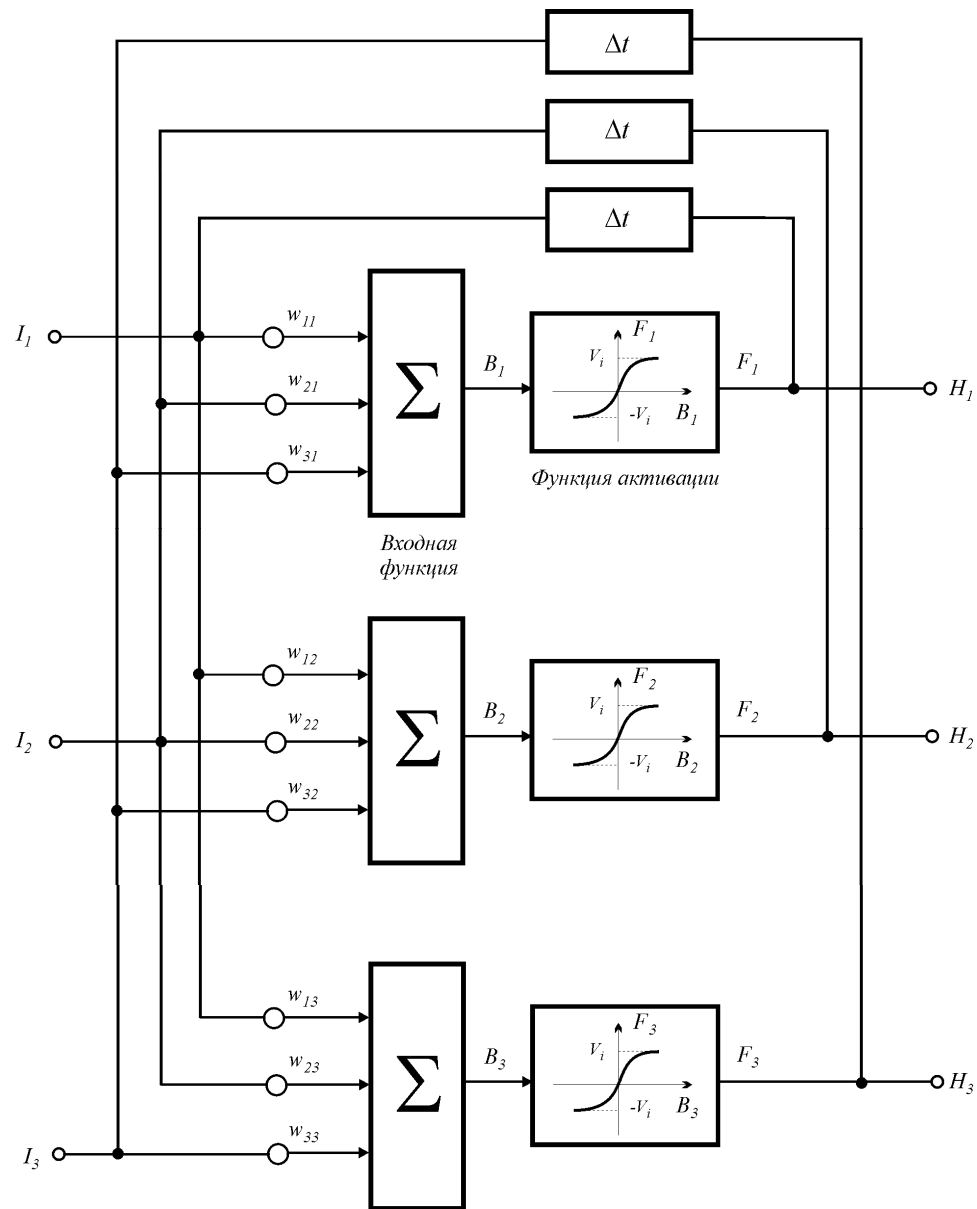 Δt
Δt
Δt
I₁
w₁₁
w₂₁
w₃₁
Σ
B₁
F₁
Vᵢ
-Vᵢ
B₁
F₁
H₁
Функция активации
Входная
функция
I₂
w₁₂
w₂₂
w₃₂
Σ
B₂
F₂
Vᵢ
-Vᵢ
B₂
F₂
H₂
I₃
w₁₃
w₂₃
w₃₃
Σ
B₃
F₃
Vᵢ
-Vᵢ
B₃
F₃
H₃